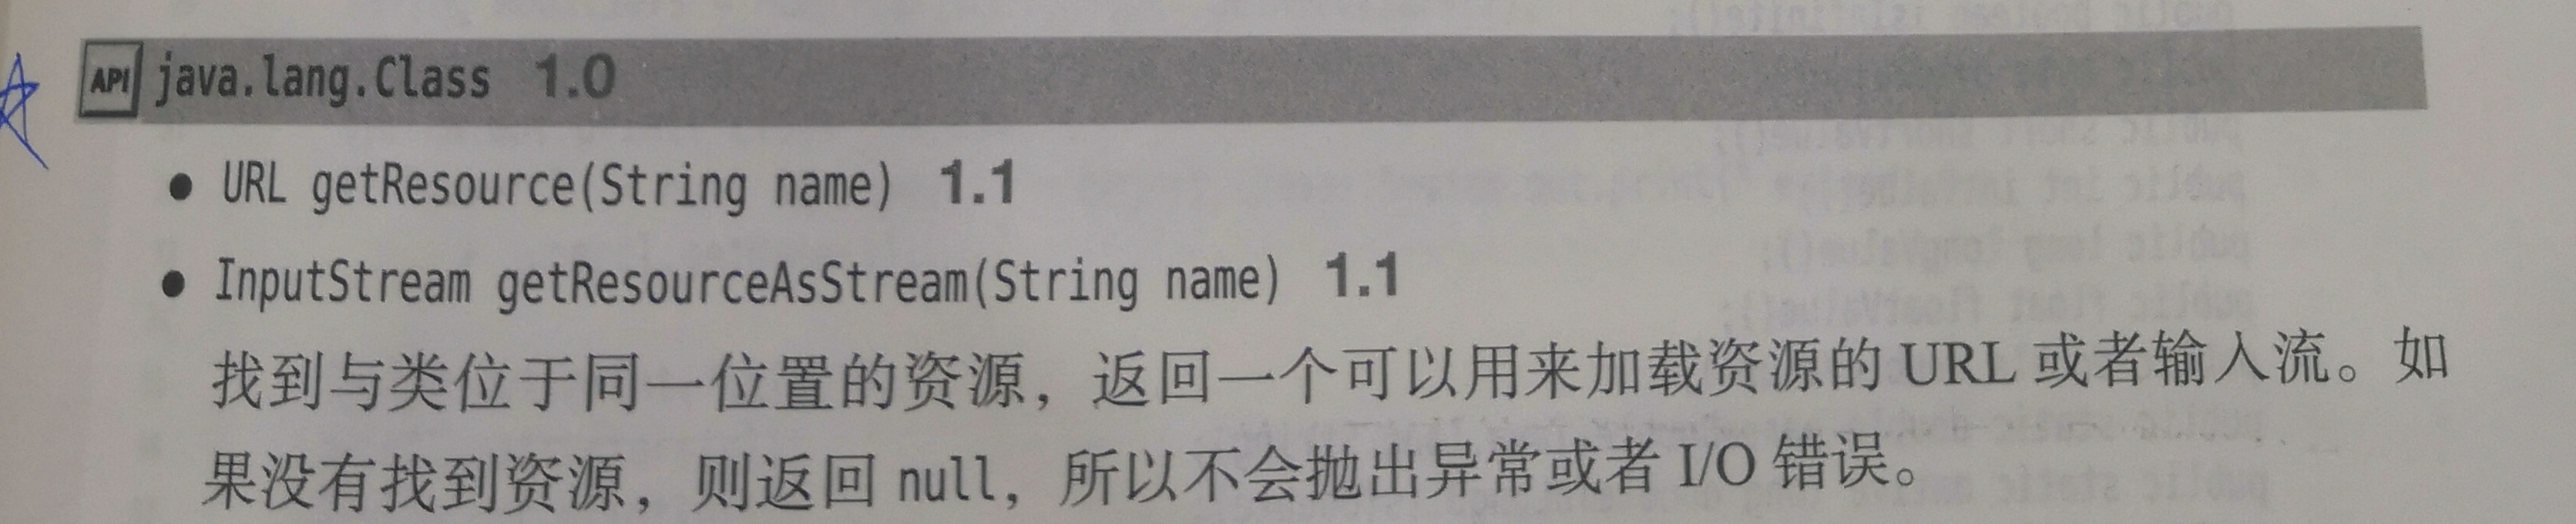 API java.lang.Class 1.0
● URL getResource(String name) 1.1
● InputStream getResourceAsStream(String name) 1.1
找到与类位于同一位置的资源，返回一个可以用来加载资源的 URL 或者输入流。如
果没有找到资源，则返回 null，所以不会抛出异常或者 I/O 错误。